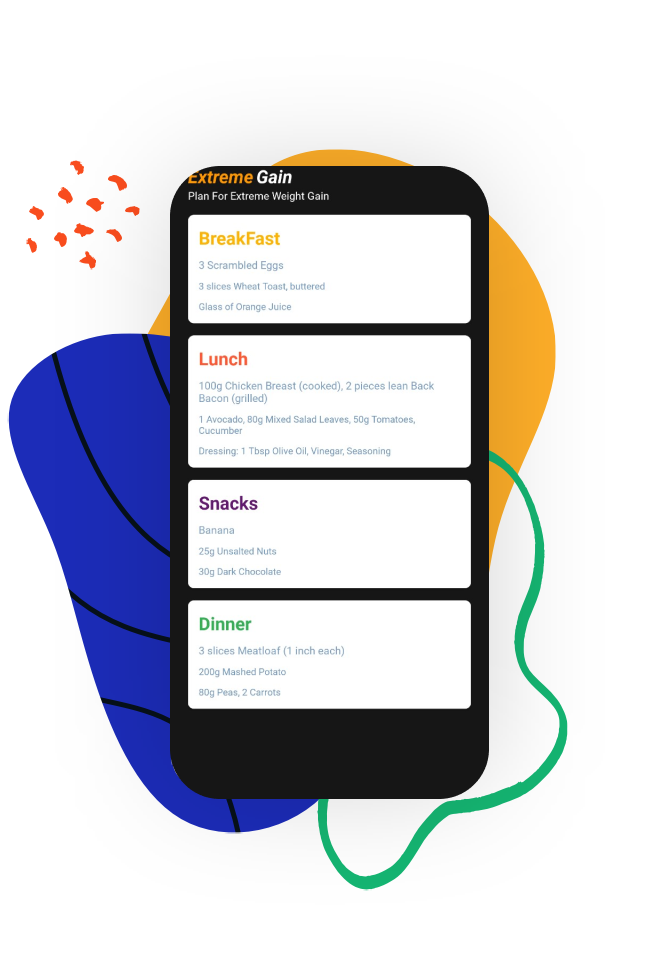 Extreme Gain
Plan For Extreme Weight Gain
BreakFast
3 Scrambled Eggs
3 slices Wheat Toast, buttered
Glass of Orange Juice
Lunch
100g Chicken Breast (cooked), 2 pieces lean Back
Bacon (grilled)
1 Avocado, 80g Mixed Salad Leaves, 50g Tomatoes,
Cucumber
Dressing: 1 Tbsp Olive Oil, Vinegar, Seasoning
Snacks
Banana
25g Unsalted Nuts
30g Dark Chocolate
Dinner
3 slices Meatloaf (1 inch each)
200g Mashed Potato
80g Peas, 2 Carrots